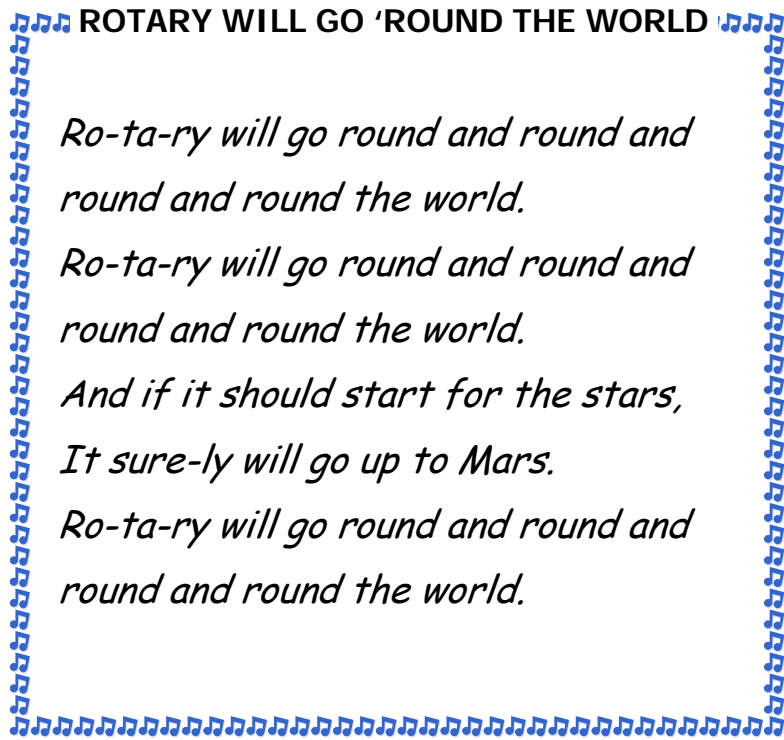 ROTARY WILL GO ‘ROUND THE WORLD
Ro-ta-ry will go round and round and
round and round the world.
Ro-ta-ry will go round and round and
round and round the world.
And if it should start for the stars,
It sure-ly will go up to Mars.
Ro-ta-ry will go round and round and
round and round the world.